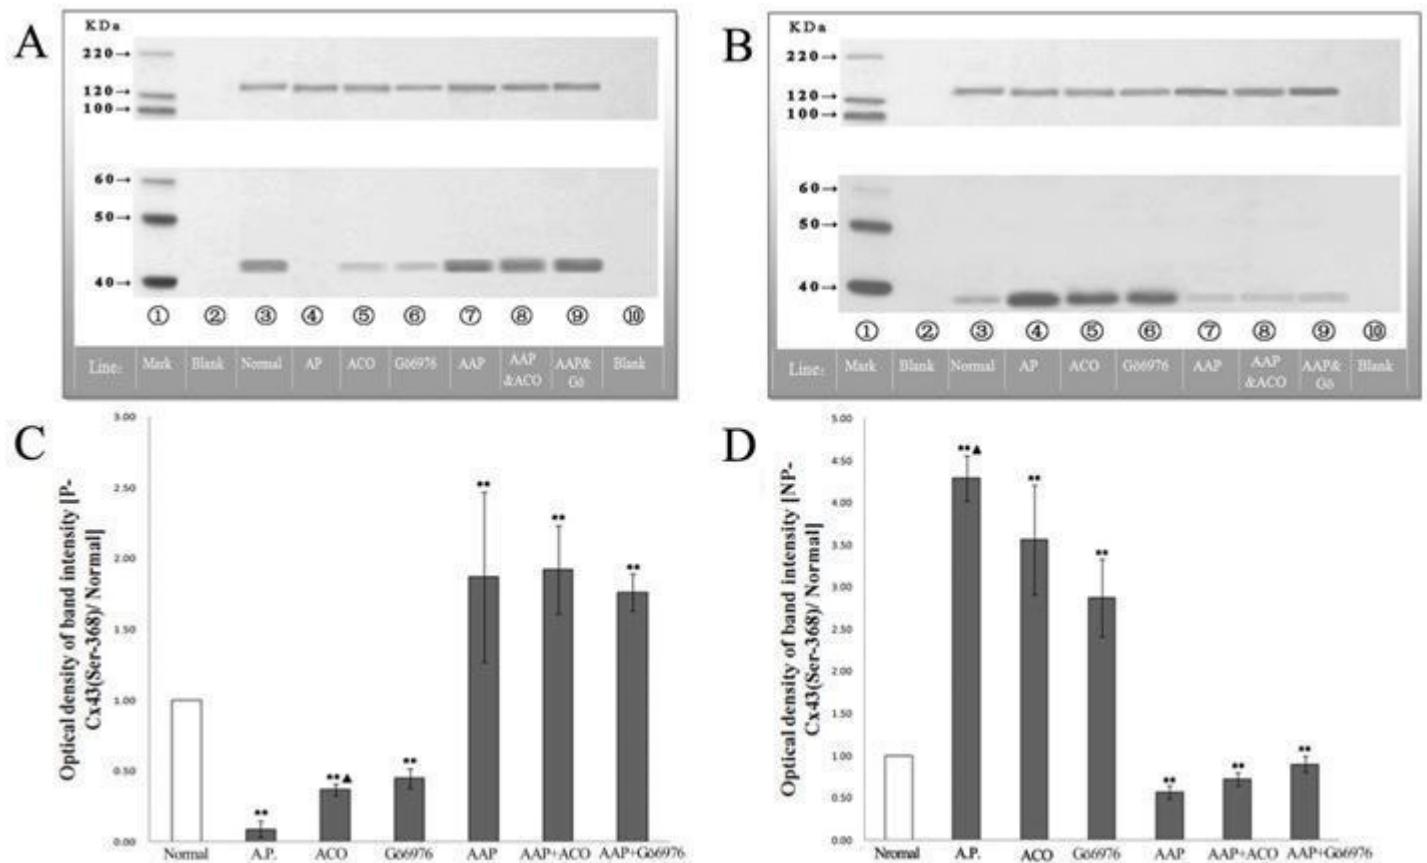 A
KDa
220→
120→
100→
60→
50→
40→
① ② ③ ④ ⑤ ⑥ ⑦ ⑧ ⑨ ⑩
Line: Mark Blank Normal AP ACO Gö6976 AAP AAP &ACO AAP& Gö Blank
B
KDa
220→
120→
100→
60→
50→
40→
① ② ③ ④ ⑤ ⑥ ⑦ ⑧ ⑨ ⑩
Line: Mark Blank Normal AP ACO Gö6976 AAP AAP &ACO AAP& Gö Blank
C
Optical density of band intensity [P-
Cx43(Ser-368)/ Normal]
3.00
2.50
2.00
1.50
1.00
0.50
0.00
** **▲ ** ** ** **
Normal A.P. ACO Gö6976 AAP AAP+ACO AAP+Gö6976
D
Optical density of band intensity [NP-
Cx43(Ser-368)/ Normal]
5.00
4:50
4.00
3.50
3.00
2.50
2.00
1.50
1.00
0.50
0.00
**▲ ** ** ** ** **
Nromal A.P. ACO Gö6976 AAP AAP+ACO AAP+Gö6976